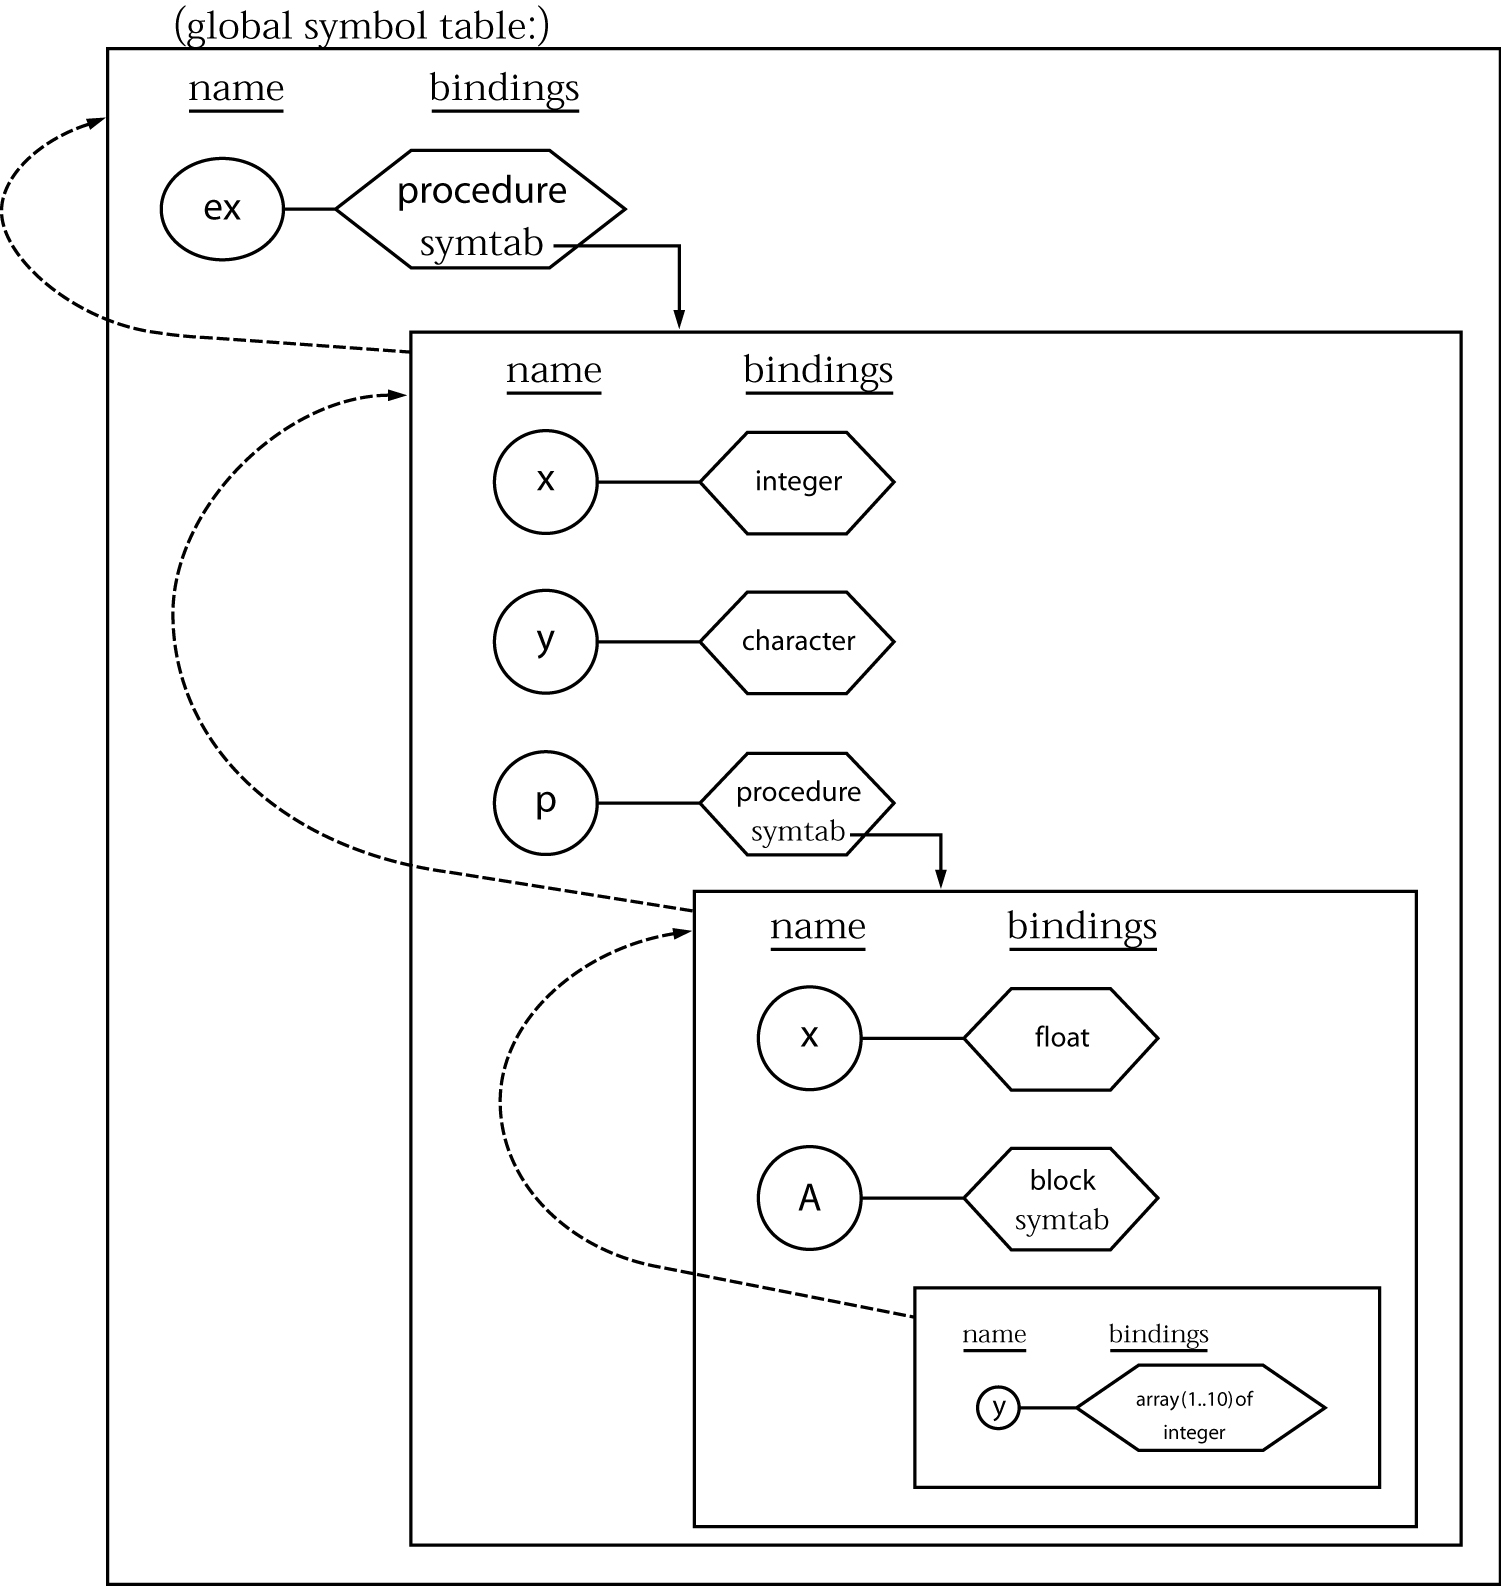 (global symbol table:)
name bindings
ex procedure
symtab
name bindings
x integer
y character
p procedure
symtab
name bindings
x float
A block
symtab
name bindings
y array (1..10) of
integer